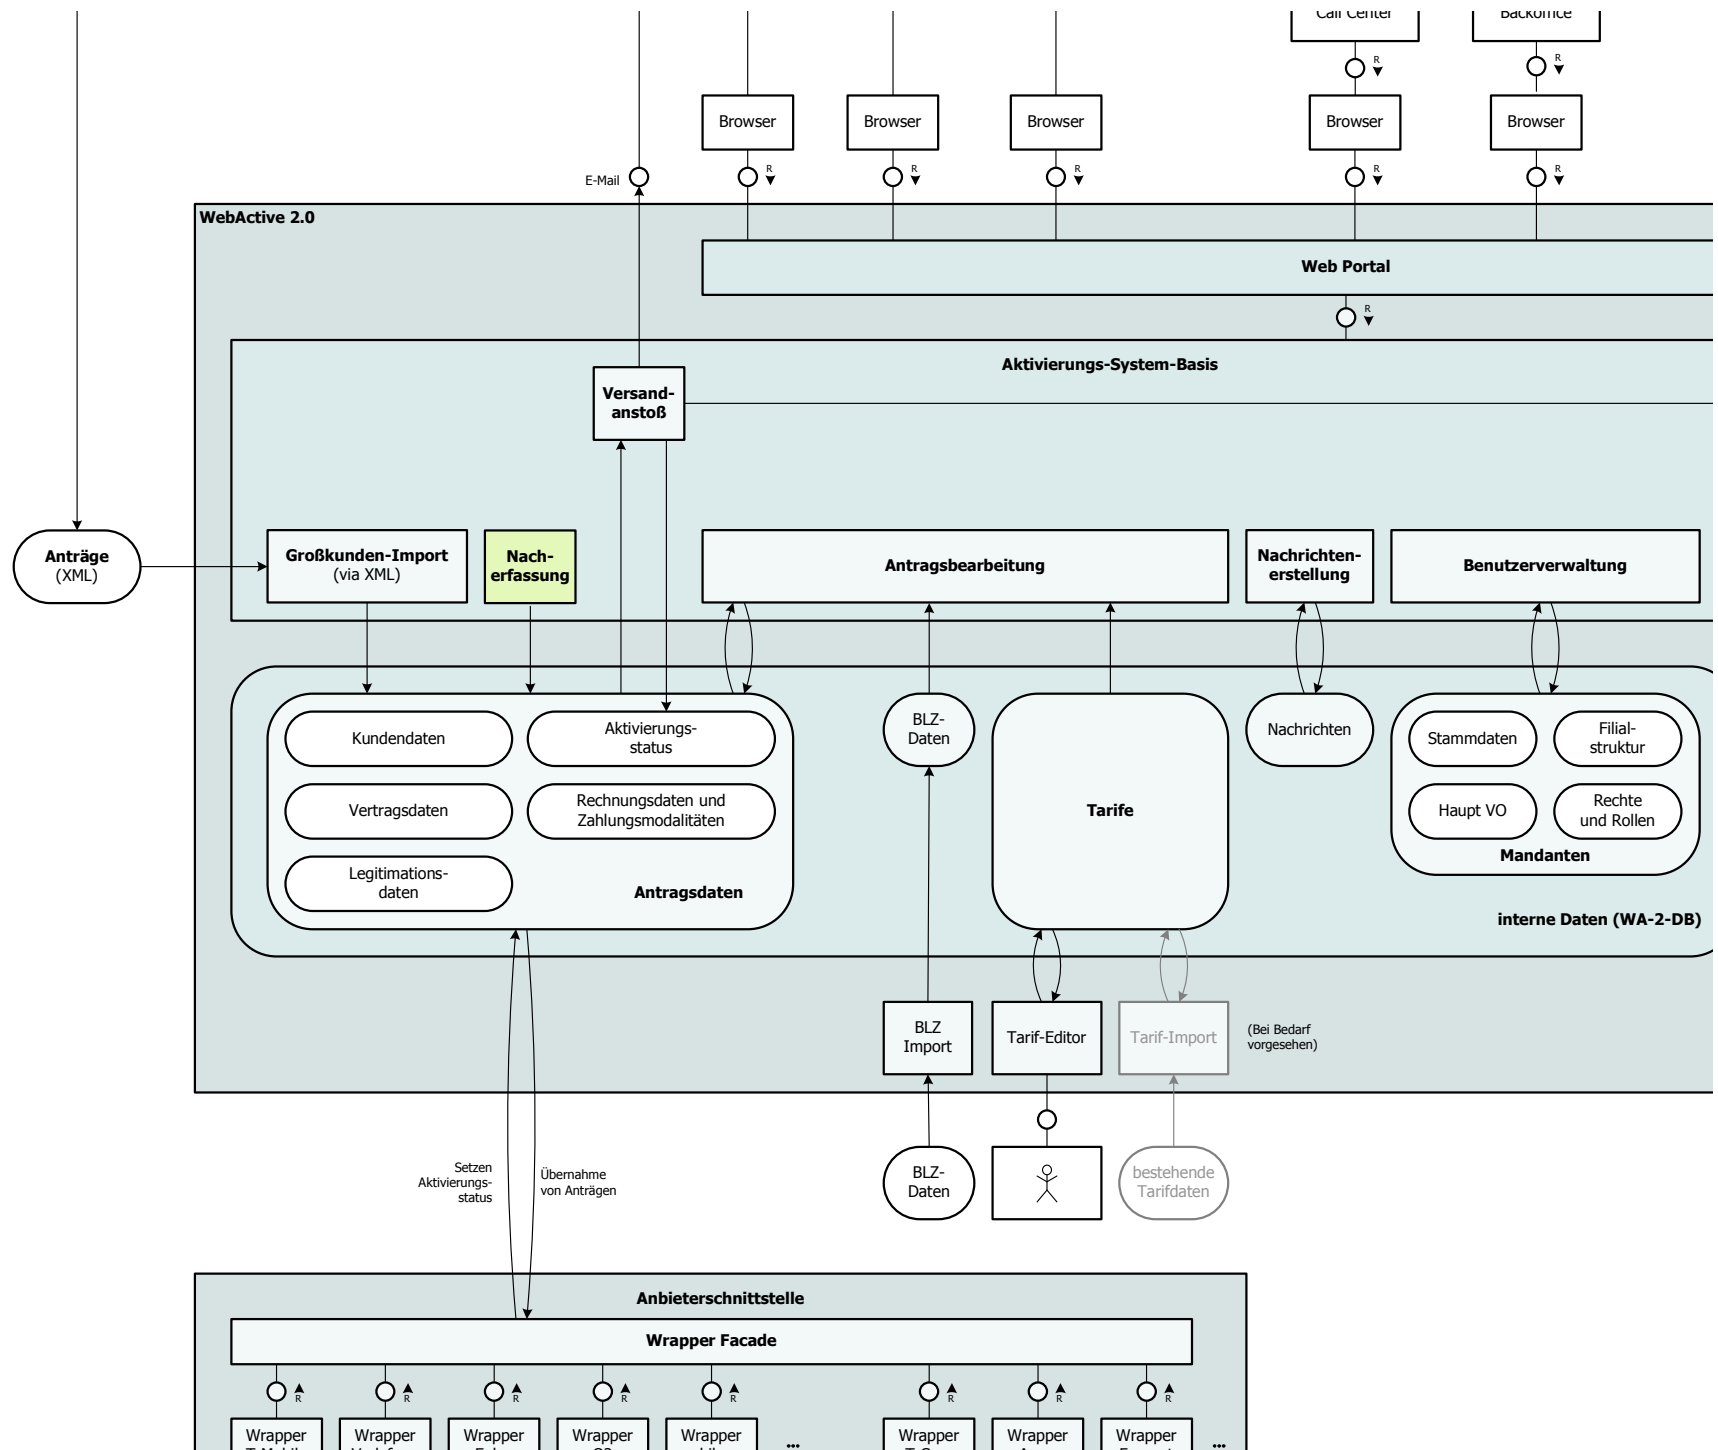 Call Center
Backoffice
R
R
Browser
Browser
Browser
Browser
Browser
E-Mail
R
R
R
R
R
WebActive 2.0
Web Portal
R
Aktivierungs-System-Basis
Versand-
anstoß
Anträge
(XML)
Großkunden-Import
(via XML)
Nach-
erfassung
Antragsbearbeitung
Nachrichten-
erstellung
Benutzerverwaltung
Kundendaten
Aktivierungs-
status
Vertragsdaten
Rechnungsdaten und
Zahlungsmodalitäten
Legitimations-
daten
Antragsdaten
BLZ-
Daten
Tarife
Nachrichten
Stammdaten
Filial-
struktur
Haupt VO
Rechte
und Rollen
Mandanten
interne Daten (WA-2-DB)
BLZ
Import
Tarif-Editor
Tarif-Import
(Bei Bedarf
vorgesehen)
Setzen
Aktivierungs-
status
Übernahme
von Anträgen
BLZ-
Daten
bestehende
Tarifdaten
Anbieterschnittstelle
Wrapper Facade
R
R
R
R
R
R
R
R
Wrapper
Wrapper
Wrapper
Wrapper
Wrapper
...
Wrapper
Wrapper
Wrapper
...